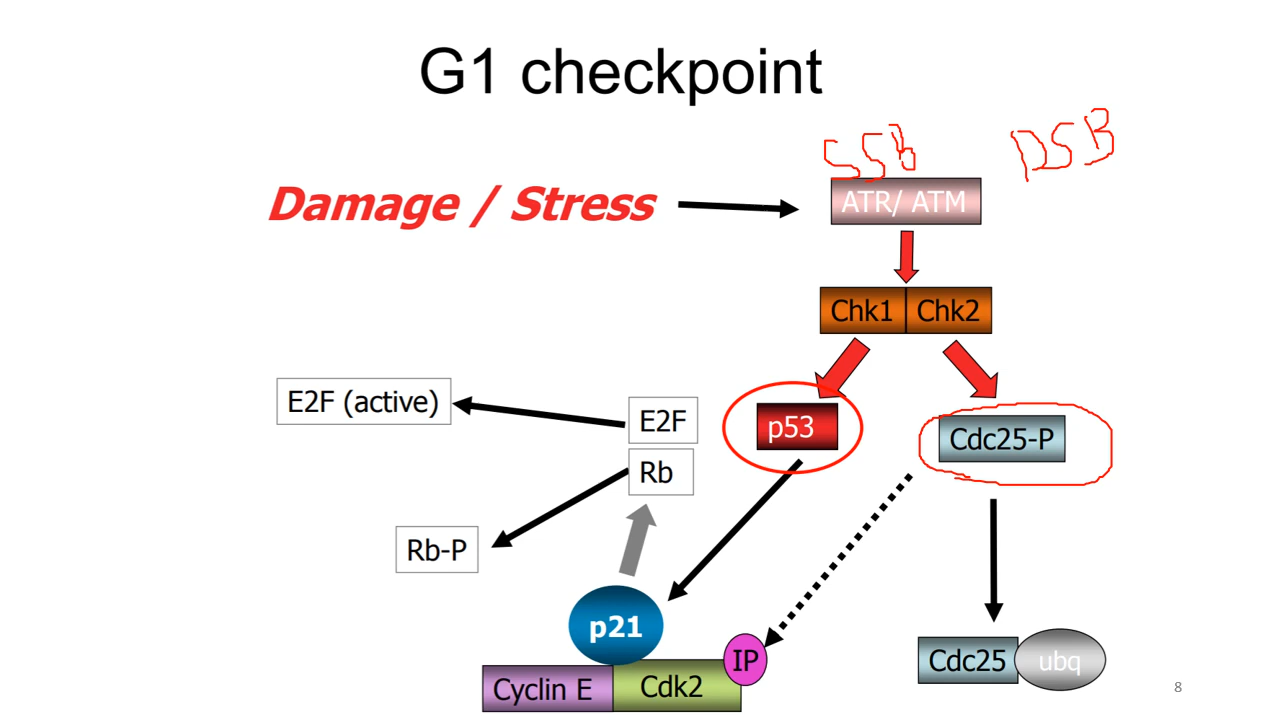 G1 checkpoint
SSb
DSB
Damage / Stress
ATR/ ATM
Chk1
Chk2
E2F (active)
E2F
p53
Cdc25-P
Rb
Rb-P
p21
IP
Cyclin E
Cdk2
Cdc25
ubq
8